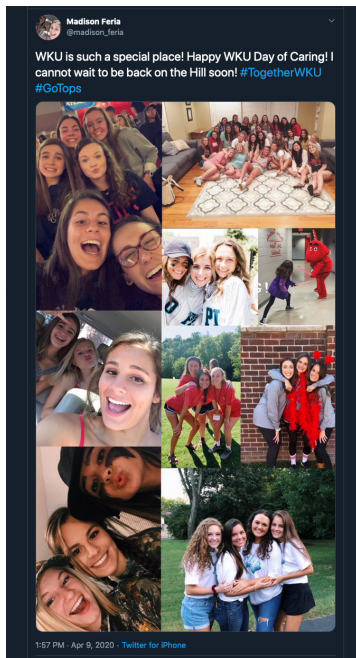 Madison Feria
@madison_feria
WKU is such a special place! Happy WKU Day of Caring! I
cannot wait to be back on the Hill soon! #TogetherWKU
#GoTops
1:57 PM · Apr 9, 2020 · Twitter for iPhone